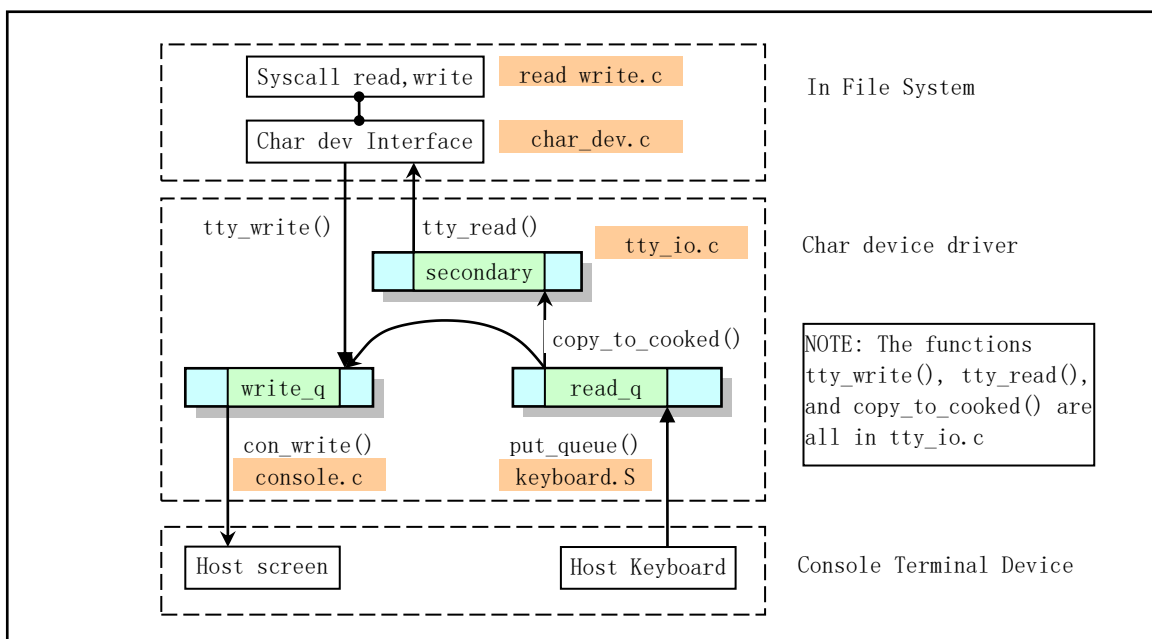 Syscall read,write
read write.c
In File System
Char dev Interface
char_dev.c
tty_write()
tty_read()
tty_io.c
Char device driver
secondary
copy_to_cooked()
NOTE: The functions
tty_write(), tty_read(),
and copy_to_cooked() are
all in tty_io.c
write_q
read_q
con_write()
put_queue()
console.c
keyboard.S
Host screen
Host Keyboard
Console Terminal Device